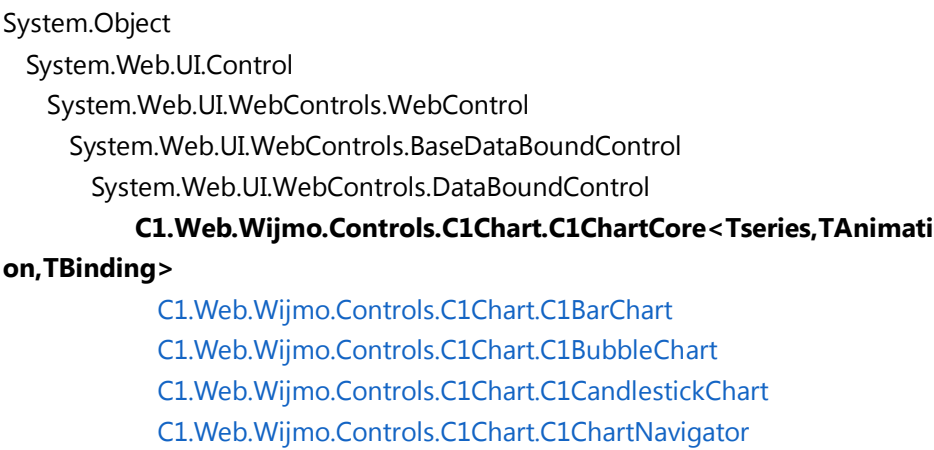 System.Object
System.Web.UI.Control
System.Web.UI.WebControls.WebControl
System.Web.UI.WebControls.BaseDataBoundControl
System.Web.UI.WebControls.DataBoundControl
C1.Web.Wijmo.Controls.C1Chart.C1ChartCore<Tseries,TAnimati
on,TBinding>
C1.Web.Wijmo.Controls.C1Chart.C1BarChart
C1.Web.Wijmo.Controls.C1Chart.C1BubbleChart
C1.Web.Wijmo.Controls.C1Chart.C1CandlestickChart
C1.Web.Wijmo.Controls.C1Chart.C1ChartNavigator